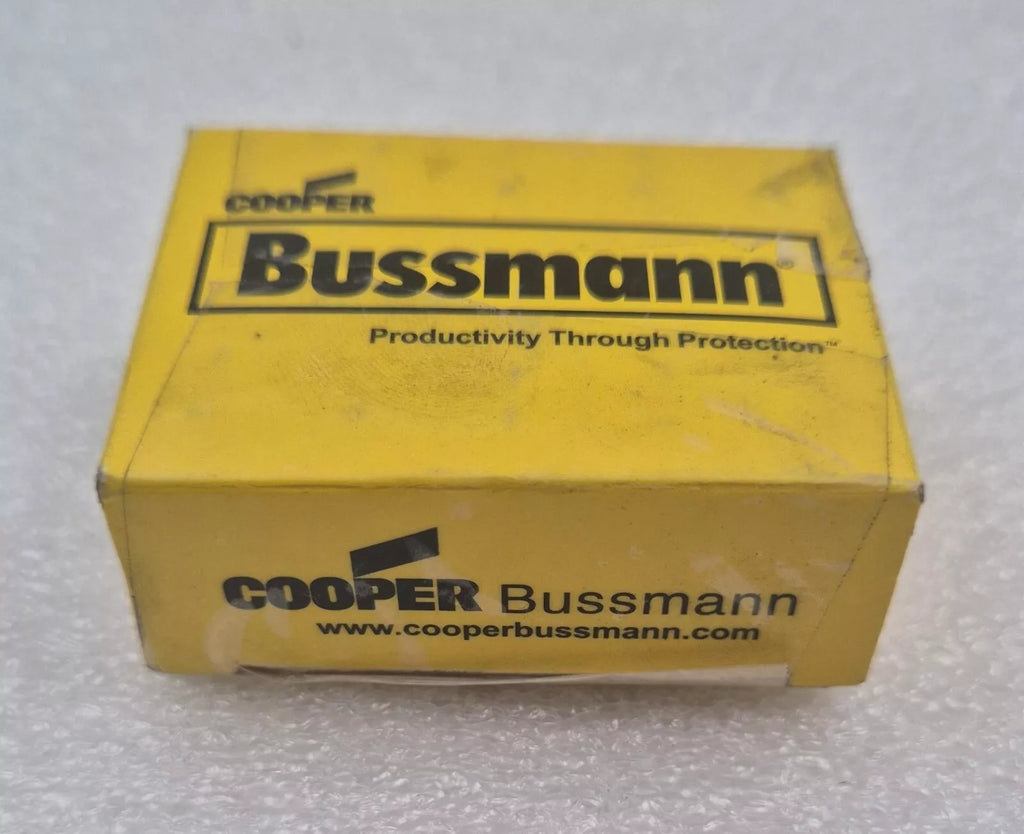 COOPER
Bussmann®
Productivity Through Protection™
COOPER Bussmann
www.cooperbussmann.com